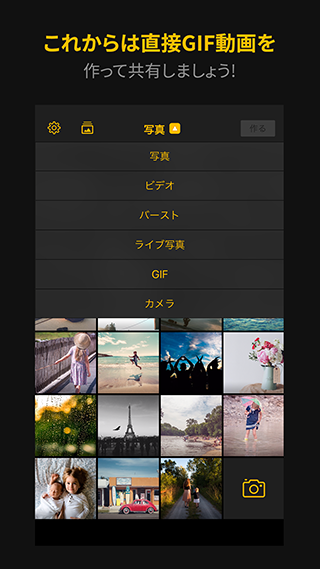 これからは直接GIF動画を
作って共有しましょう!
写真
作る
写真
ビデオ
バースト
ライブ写真
GIF
カメラ